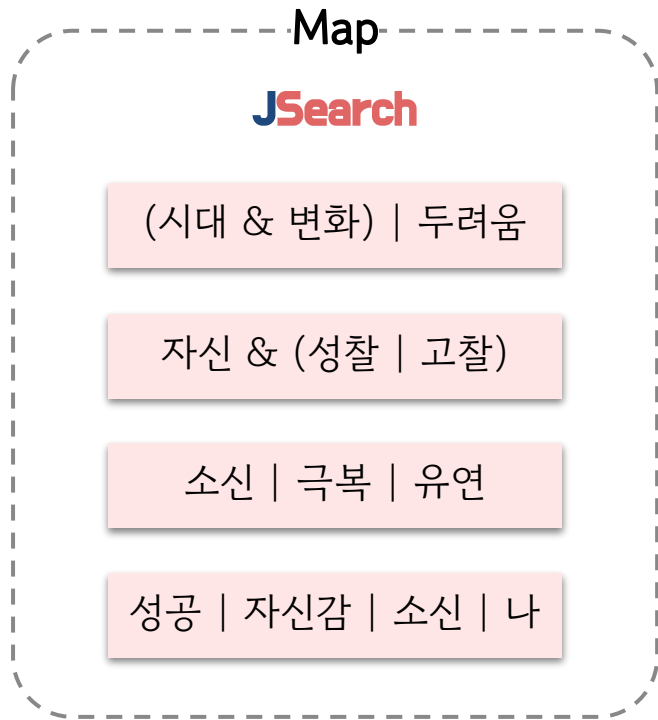 Map
JSearch
(시대 & 변화) | 두려움
자신 & (성찰 | 고찰)
소신 | 극복 | 유연
성공 | 자신감 | 소신 | 나